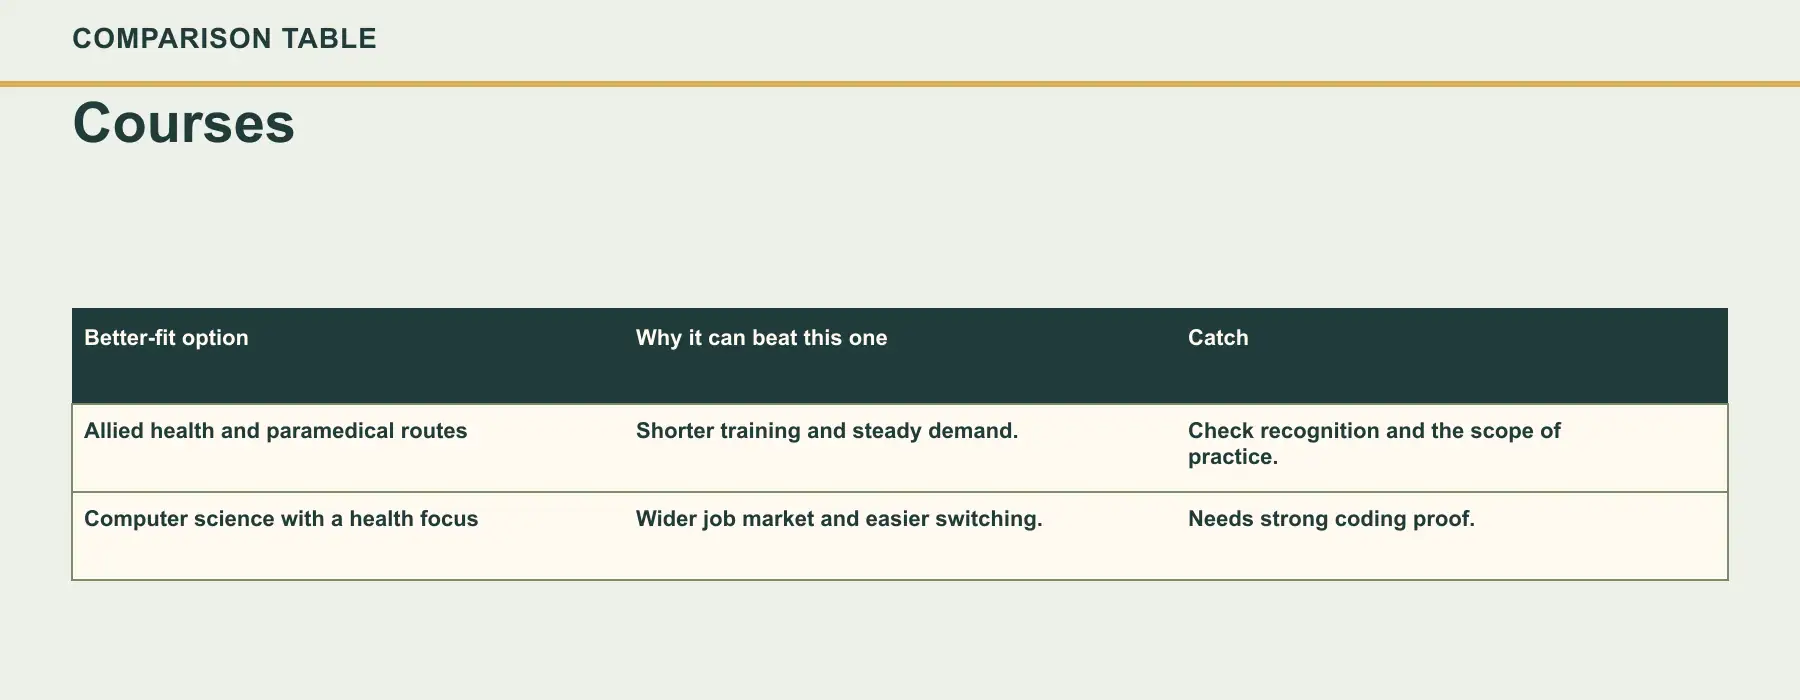 COMPARISON TABLE
Courses
Better-fit option Why it can beat this one Catch
Allied health and paramedical routes Shorter training and steady demand. Check recognition and the scope of
practice.
Computer science with a health focus Wider job market and easier switching. Needs strong coding proof.